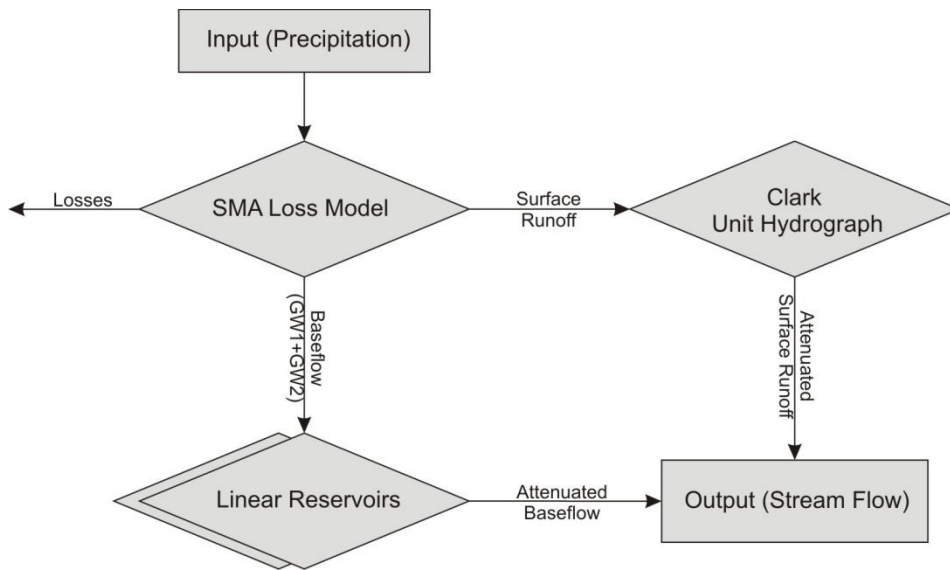 Input (Precipitation)
Losses
SMA Loss Model
Surface
Runoff
Clark
Unit Hydrograph
Baseflow
(GW1+GW2)
Attenuated
Surface Runoff
Linear Reservoirs
Attenuated
Baseflow
Output (Stream Flow)